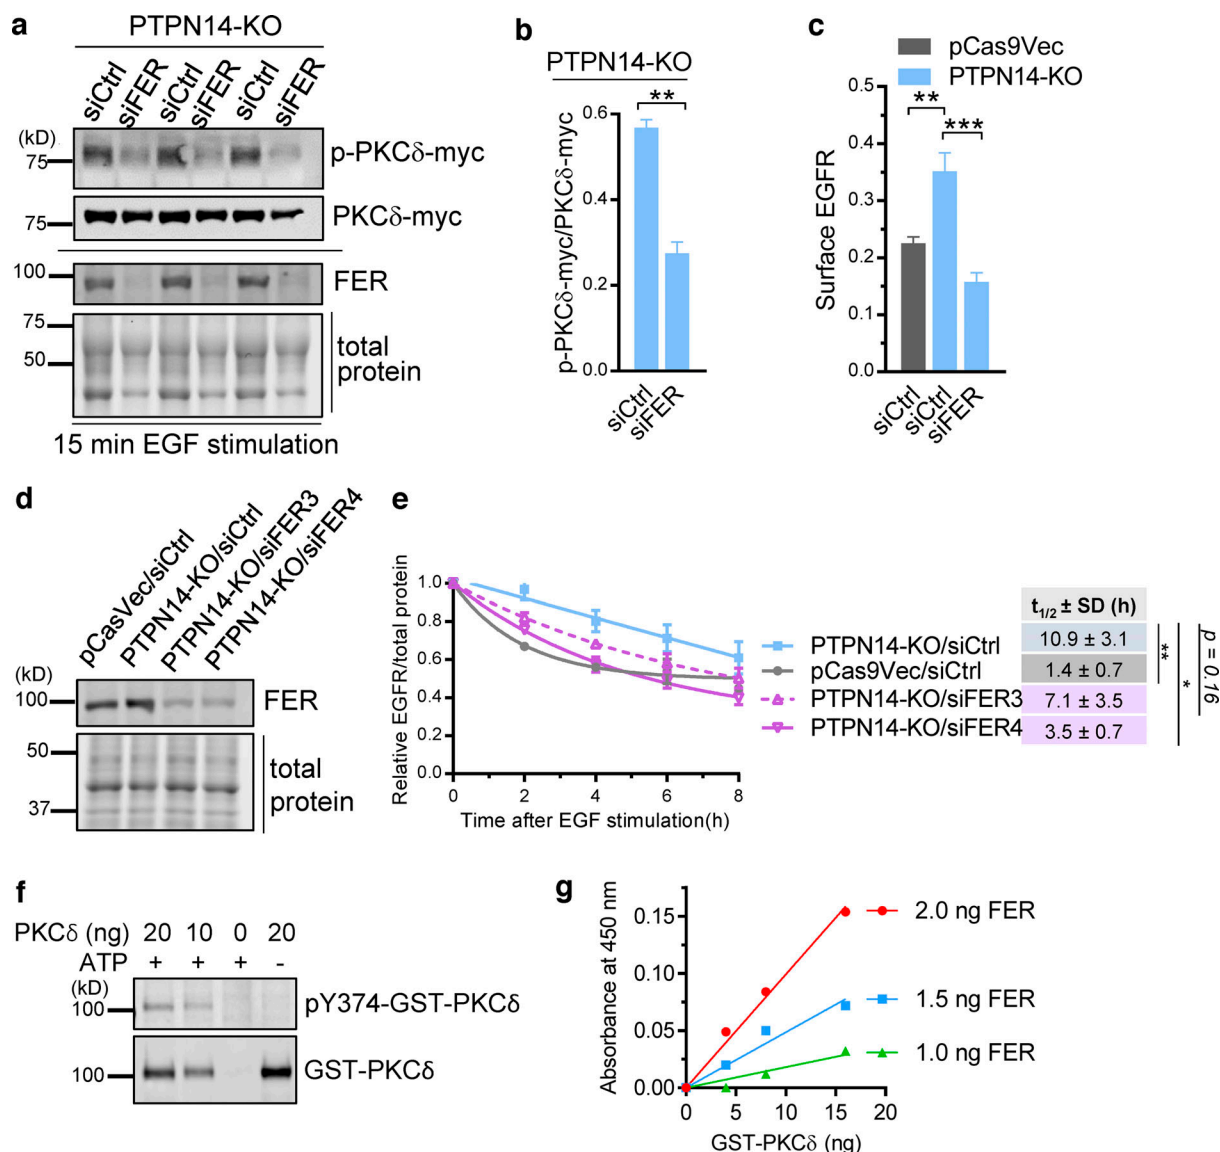 a
PTPN14-KO
siCtrl siFER siCtrl siFER siCtrl siFER
(kD)
75
p-PKCδ-myc
75
PKCδ-myc
100
FER
75
50
total
protein
15 min EGF stimulation
b
PTPN14-KO
**
p-PKCδ-myc/PKCδ-myc
0.6
0.4
0.2
0.0
siCtrl
siFER
c
pCas9Vec
PTPN14-KO
**
***
Surface EGFR
0.5
0.4
0.3
0.2
0.1
0.0
siCtrl
siCtrl
siFER
d
pCasVec/siCtrl
PTPN14-KO/siCtrl
PTPN14-KO/siFER3
PTPN14-KO/siFER4
(kD)
100
FER
50
37
total
protein
e
Relative EGFR/total protein
1.0
0.8
0.6
0.4
0.2
0.0
0 2 4 6 8
Time after EGF stimulation(h)
PTPN14-KO/siCtrl
pCas9Vec/siCtrl
PTPN14-KO/siFER3
PTPN14-KO/siFER4
t1/2 ± SD (h)
10.9 ± 3.1
1.4 ± 0.7
7.1 ± 3.5
3.5 ± 0.7
**
*
p = 0.16
f
PKCδ (ng) 20 10 0 20
ATP + + + -
(kD)
100
pY374-GST-PKCδ
100
GST-PKCδ
g
Absorbance at 450 nm
0.15
0.10
0.05
0.00
0 5 10 15 20
GST-PKCδ (ng)
2.0 ng FER
1.5 ng FER
1.0 ng FER